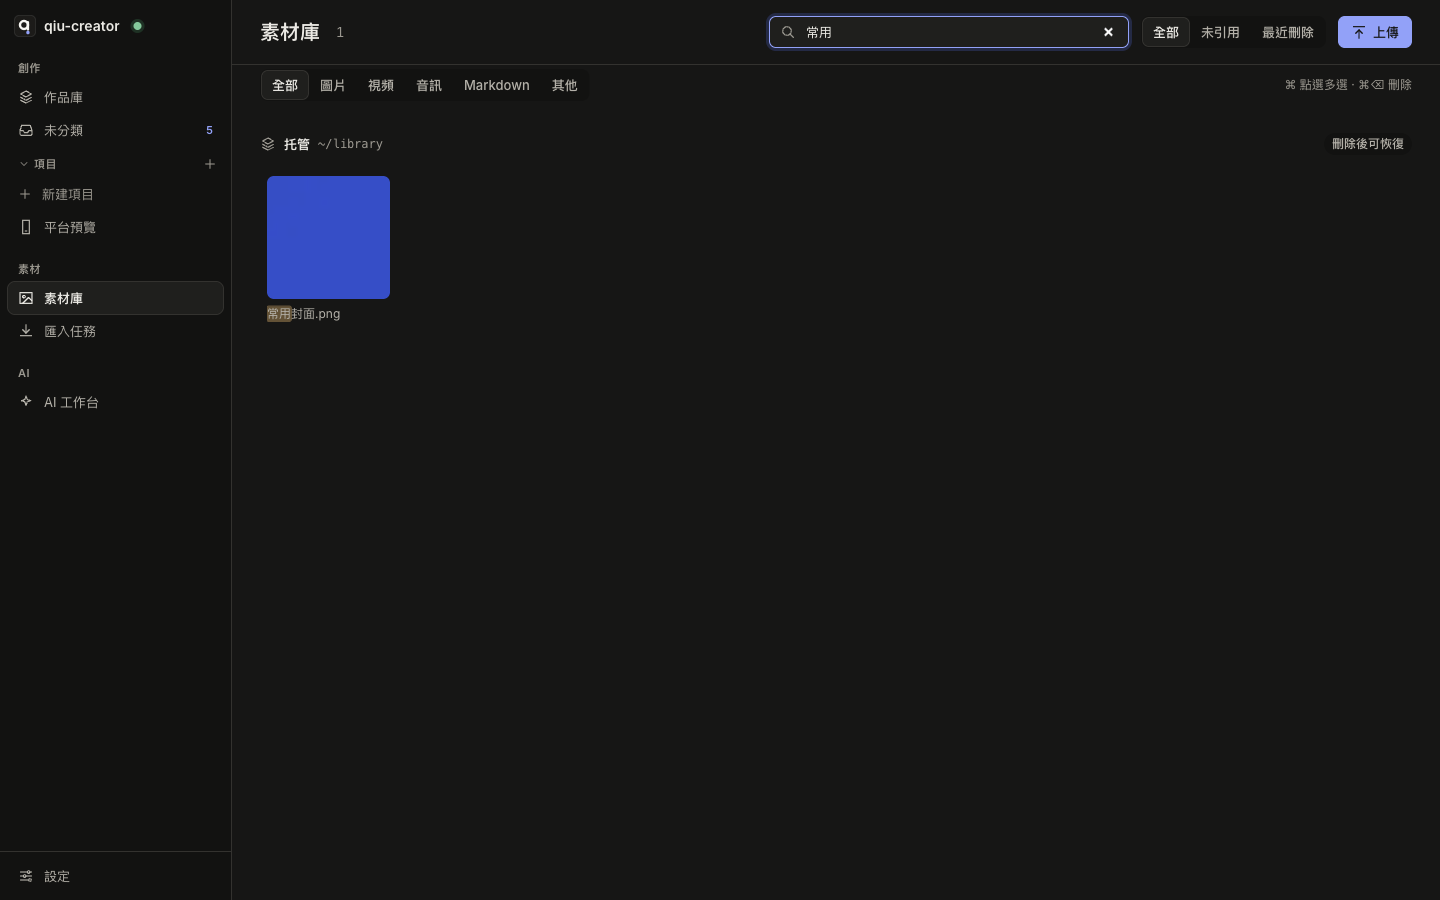 qiu-creator
創作
作品庫
未分類 5
項目
新建項目
平台預覽
素材
素材庫
匯入任務
AI
AI 工作台
設定
素材庫 1
常用
全部 未引用 最近刪除
上傳
全部 圖片 視頻 音訊 Markdown 其他
⌘ 點選多選 · ⌘⌫ 刪除
托管 ~/library
刪除後可恢復
常用封面.png